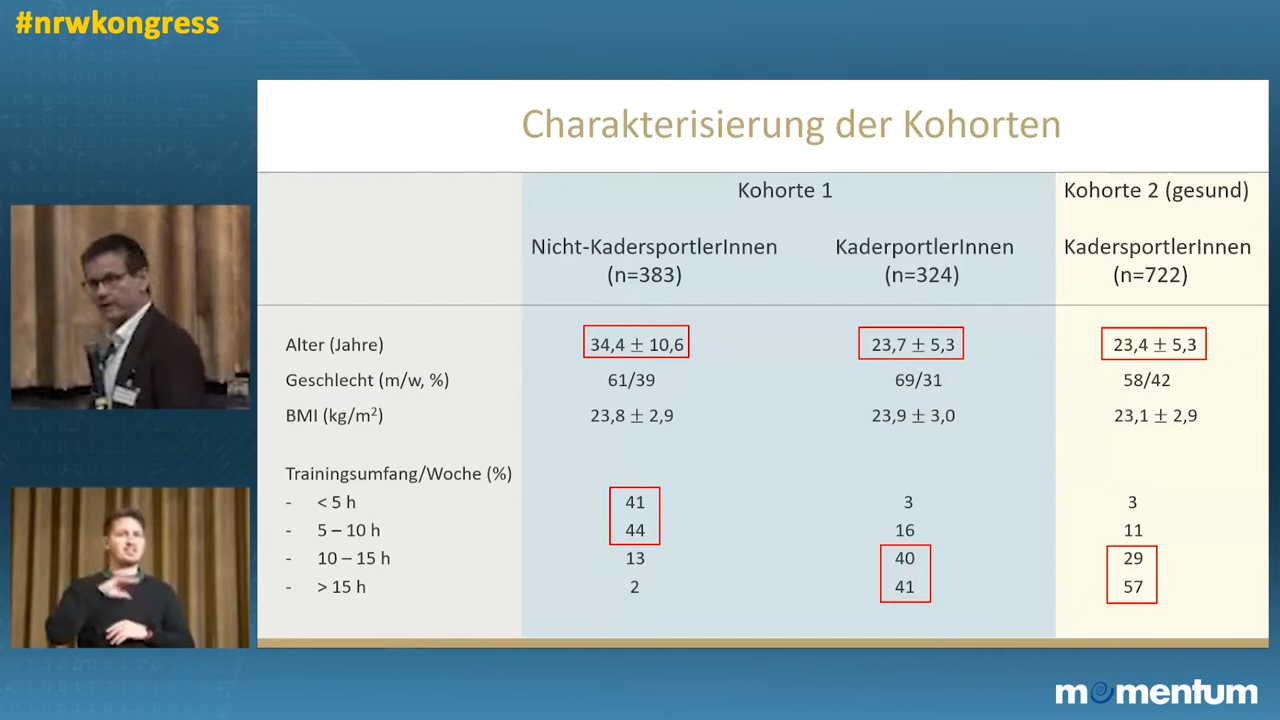 #nrwkongress
Charakterisierung der Kohorten
Kohorte 1 Kohorte 2 (gesund)
Nicht-KadersportlerInnen KaderportlerInnen KadersportlerInnen
(n=383) (n=324) (n=722)
Alter (Jahre) 34,4 ± 10,6 23,7 ± 5,3 23,4 ± 5,3
Geschlecht (m/w, %) 61/39 69/31 58/42
BMI (kg/m²) 23,8 ± 2,9 23,9 ± 3,0 23,1 ± 2,9
Trainingsumfang/Woche (%)
- < 5 h 41 3 3
- 5 – 10 h 44 16 11
- 10 – 15 h 13 40 29
- > 15 h 2 41 57
momentum